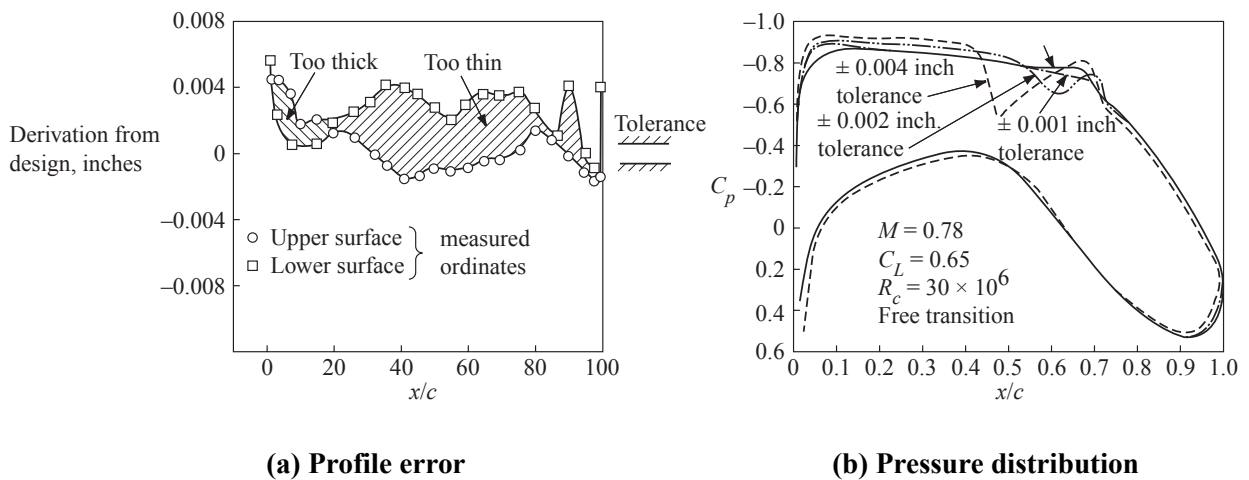 0.008
0.004
0
−0.004
−0.008
Derivation from
design, inches
Too thick
Too thin
Tolerance
Upper surface
Lower surface
measured
ordinates
0 20 40 60 80 100
x/c
(a) Profile error
−1.0
−0.8
−0.6
−0.4
−0.2
0
0.2
0.4
0.6
C_p
± 0.004 inch
tolerance
± 0.002 inch.
tolerance
± 0.001 inch
tolerance
M = 0.78
C_L = 0.65
R_c = 30 × 10^6
Free transition
0 0.1 0.2 0.3 0.4 0.5 0.6 0.7 0.8 0.9 1.0
x/c
(b) Pressure distribution